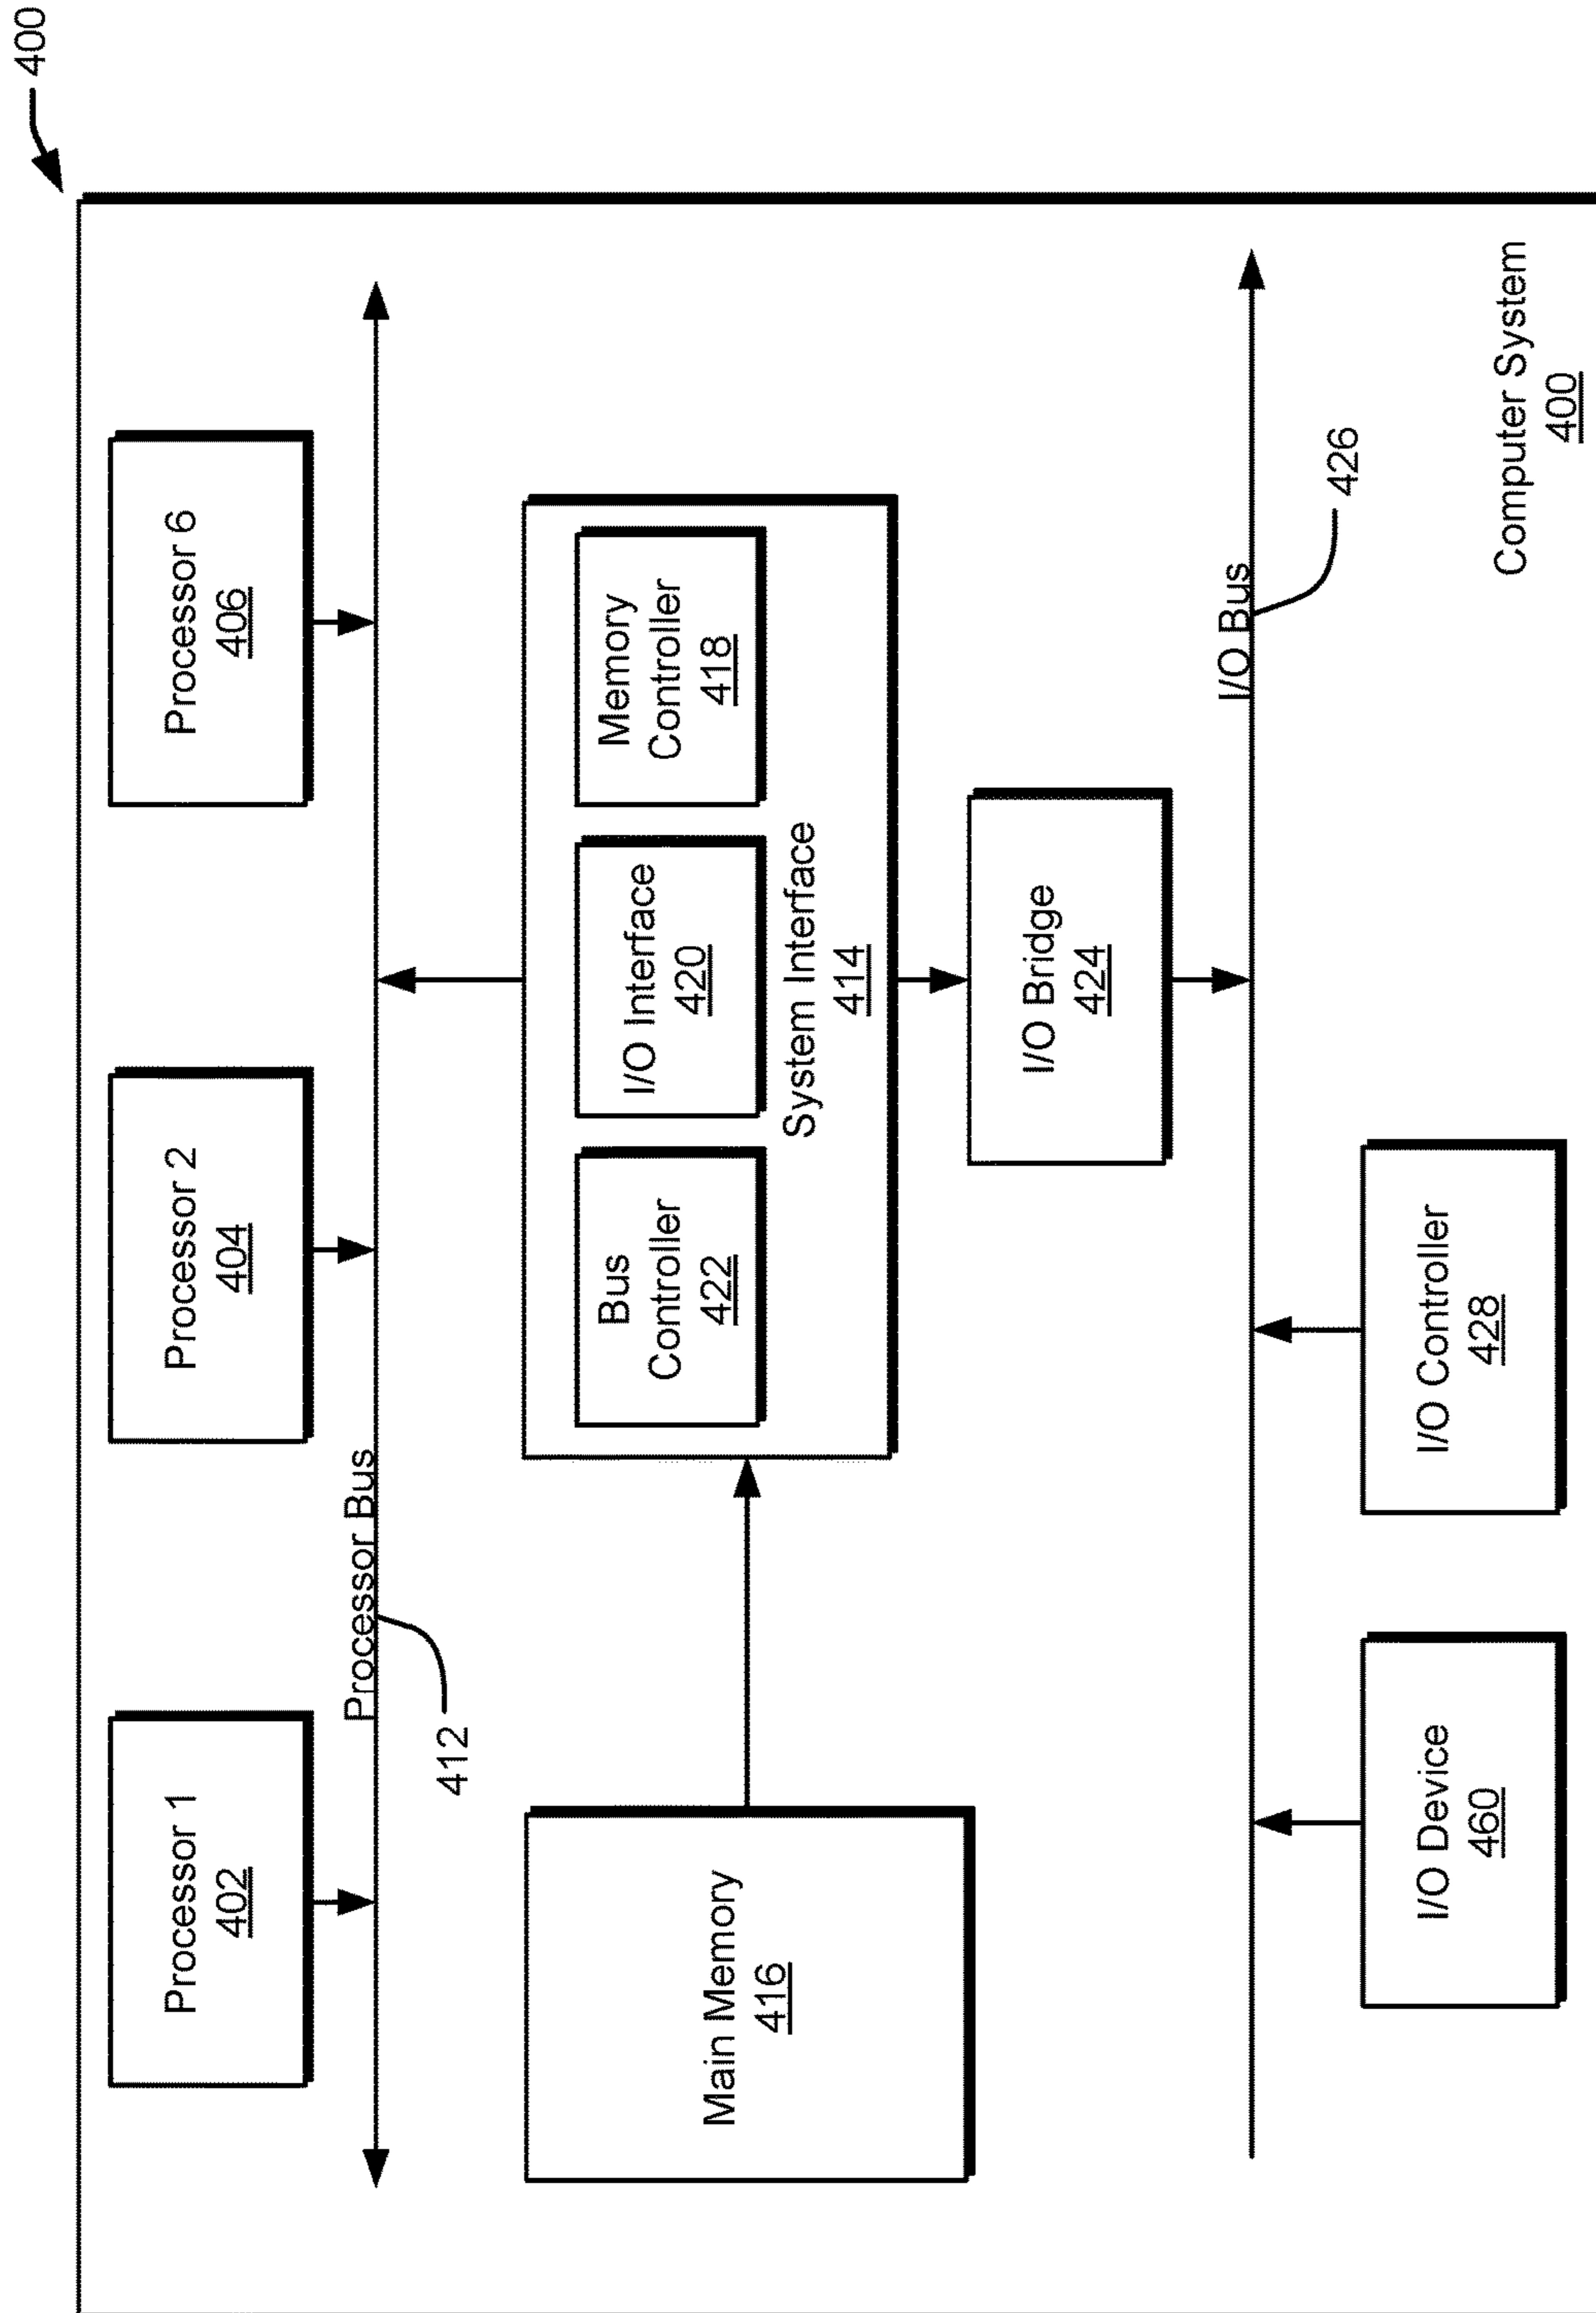 400
Processor 1
402
Processor 2
404
Processor 6
406
Processor Bus
412
Main Memory
416
Bus
Controller
422
I/O Interface
420
Memory
Controller
418
System Interface
414
I/O Bridge
424
I/O Bus
426
I/O Device
460
I/O Controller
428
Computer System
400